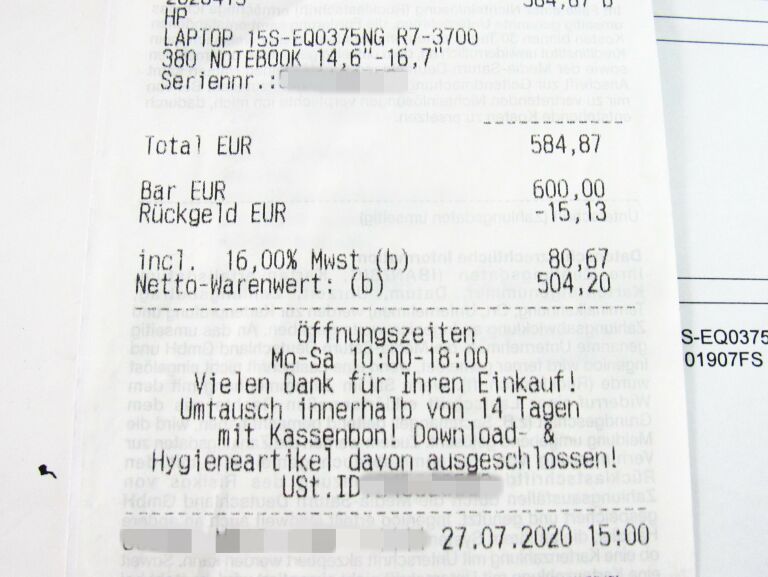 HP
LAPTOP 15S-EQ0375NG R7-3700
380 NOTEBOOK 14,6"-16,7"
Seriennr.:
Total EUR 584,87
Bar EUR 600,00
Rückgeld EUR -15,13
incl. 16,00% Mwst (b) 80,67
Netto-Warenwert: (b) 504,20
Öffnungszeiten
Mo-Sa 10:00-18:00
Vielen Dank für Ihren Einkauf!
Umtausch innerhalb von 14 Tagen
mit Kassenbon! Download- &
Hygieneartikel davon ausgeschlossen!
USt.ID
27.07.2020 15:00
S-EQ0375
01907FS